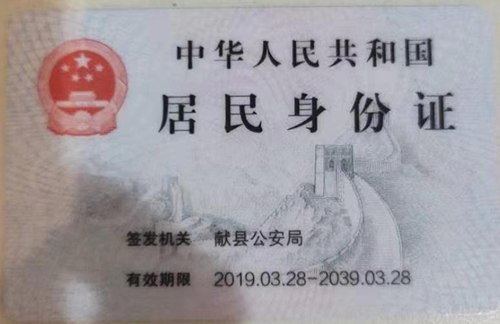 中华人民共和国
居民身份证
签发机关 献县公安局
有效期限 2019.03.28-2039.03.28